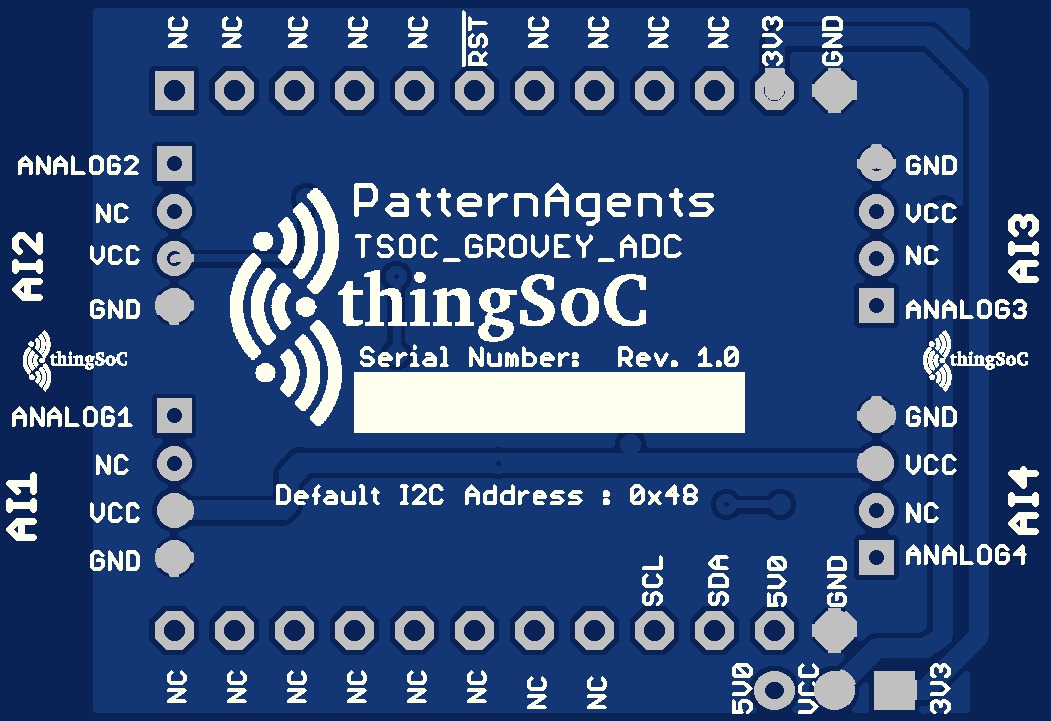 NC NC NC NC NC RST NC NC NC NC 3V3 GND
ANALOG2
NC
VCC
GND
AI2
thingSoC
ANALOG1
NC
VCC
GND
AI1
PatternAgents
TSOC_GROVEY_ADC
thingSoC
Serial Number: Rev. 1.0
Default I2C Address : 0x48
GND
VCC
NC
ANALOG3
AI3
thingSoC
GND
VCC
NC
ANALOG4
AI4
SCL SDA 5V0 GND
NC NC NC NC NC NC NC NC
5V0 VCC 3V3